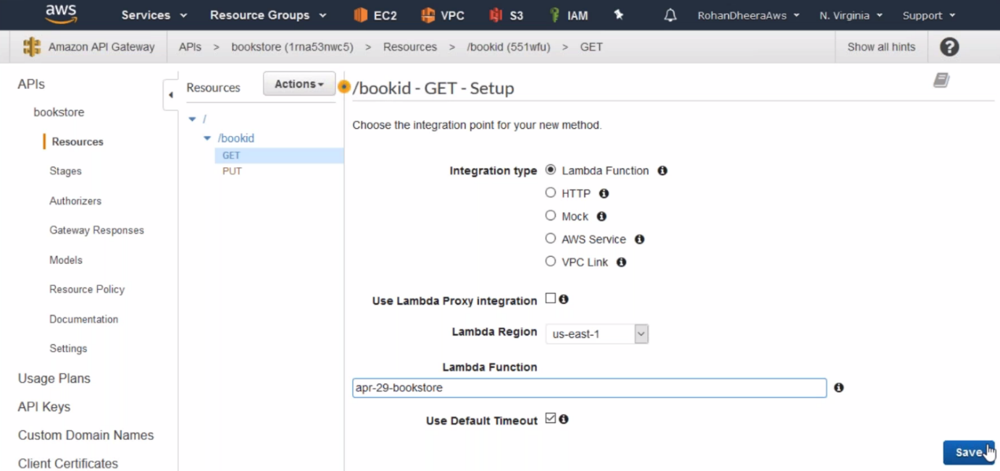 aws Services Resource Groups EC2 VPC S3 IAM RohanDheeraAws N. Virginia Support
Amazon API Gateway APIs > bookstore (1rna53nwc5) > Resources > /bookid (551wfu) > GET Show all hints ?
APIs
bookstore
Resources
Stages
Authorizers
Gateway Responses
Models
Resource Policy
Documentation
Settings
Usage Plans
API Keys
Custom Domain Names
Client Certificates
Resources Actions
/
/bookid
GET
PUT
/bookid - GET - Setup
Choose the integration point for your new method.
Integration type Lambda Function
HTTP
Mock
AWS Service
VPC Link
Use Lambda Proxy integration
Lambda Region us-east-1
Lambda Function
apr-29-bookstore
Use Default Timeout
Save